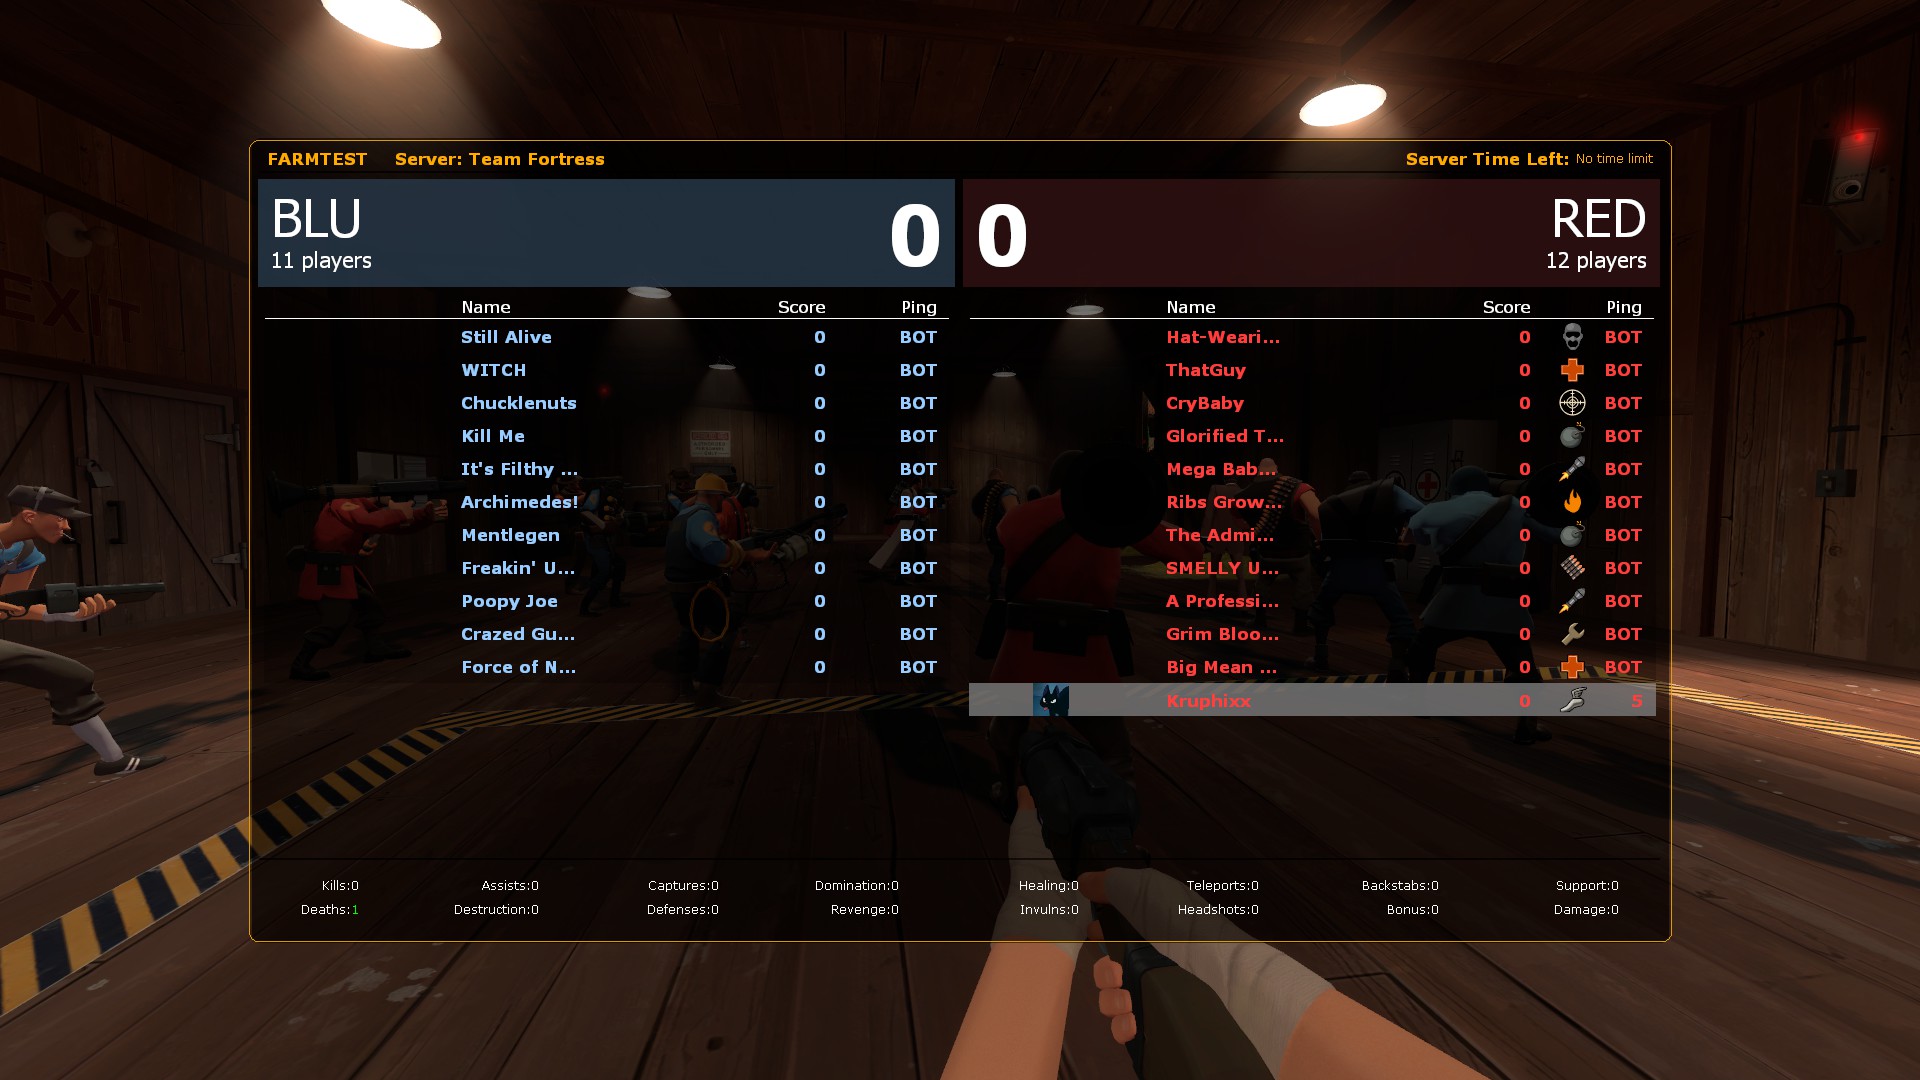 FARMTEST Server: Team Fortress Server Time Left: No time limit
BLU 0 0 RED
11 players 12 players
Name Score Ping Name Score Ping
Still Alive 0 BOT Hat-Weari... 0 BOT
WITCH 0 BOT ThatGuy 0 BOT
Chucklenuts 0 BOT CryBaby 0 BOT
Kill Me 0 BOT Glorified T... 0 BOT
It's Filthy ... 0 BOT Mega Bab... 0 BOT
Archimedes! 0 BOT Ribs Grow... 0 BOT
Mentlegen 0 BOT The Admi... 0 BOT
Freakin' U... 0 BOT SMELLY U... 0 BOT
Poopy Joe 0 BOT A Professi... 0 BOT
Crazed Gu... 0 BOT Grim Bloo... 0 BOT
Force of N... 0 BOT Big Mean ... 0 BOT
Kruphixx 0 5
Kills:0 Assists:0 Captures:0 Domination:0 Healing:0 Teleports:0 Backstabs:0 Support:0
Deaths:1 Destruction:0 Defenses:0 Revenge:0 Invulns:0 Headshots:0 Bonus:0 Damage:0
EXIT